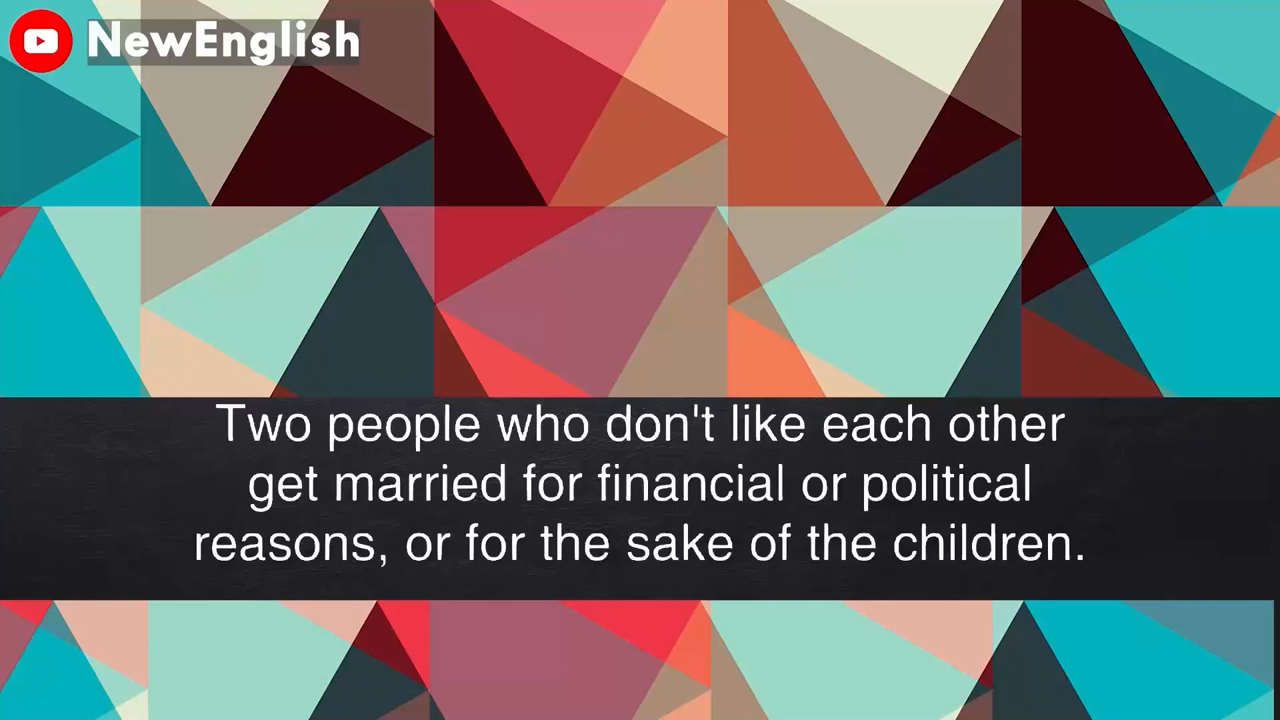 NewEnglish
Two people who don't like each other
get married for financial or political
reasons, or for the sake of the children.